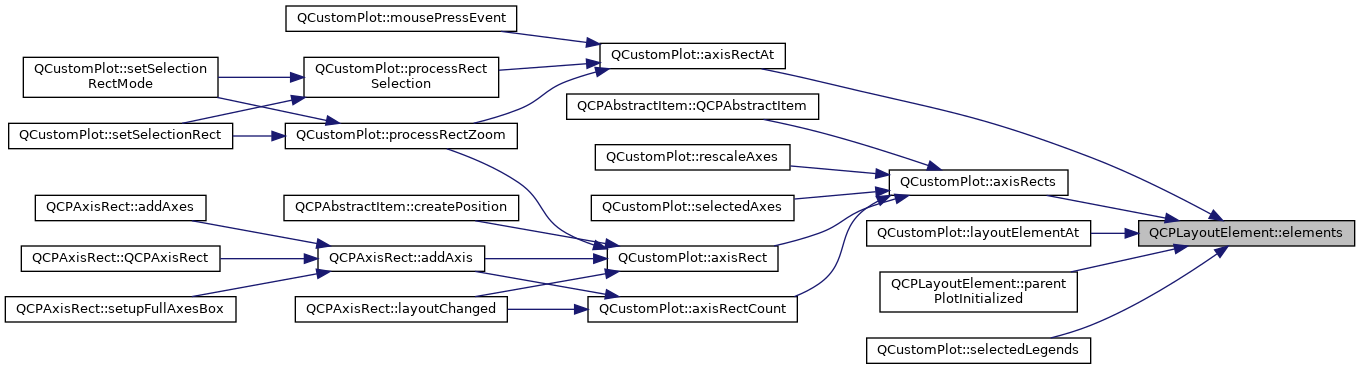 QCustomPlot::mousePressEvent
QCustomPlot::axisRectAt
QCustomPlot::setSelection
RectMode
QCustomPlot::processRect
Selection
QCPAbstractItem::QCPAbstractItem
QCustomPlot::setSelectionRect
QCustomPlot::processRectZoom
QCustomPlot::rescaleAxes
QCustomPlot::axisRects
QCPAxisRect::addAxes
QCPAbstractItem::createPosition
QCustomPlot::selectedAxes
QCustomPlot::layoutElementAt
QCPLayoutElement::elements
QCPAxisRect::QCPAxisRect
QCPAxisRect::addAxis
QCustomPlot::axisRect
QCPLayoutElement::parent
PlotInitialized
QCPAxisRect::setupFullAxesBox
QCPAxisRect::layoutChanged
QCustomPlot::axisRectCount
QCustomPlot::selectedLegends